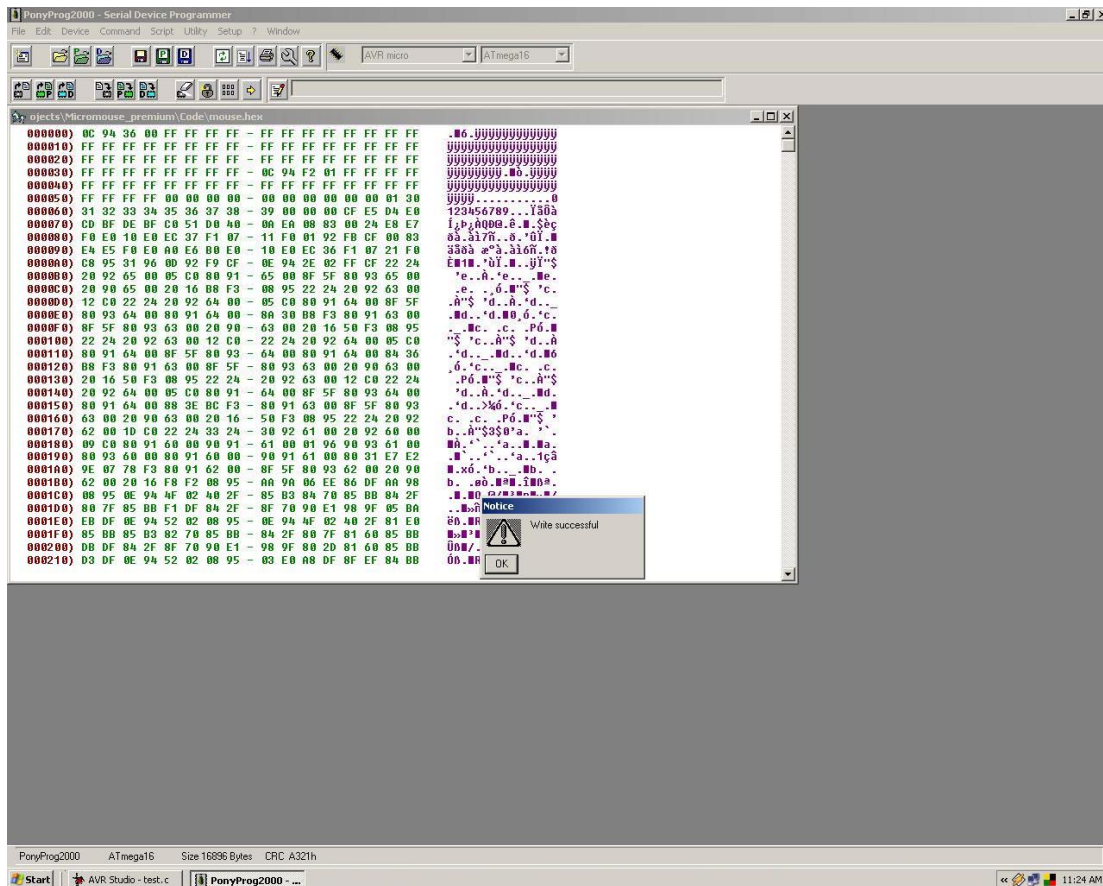 PonyProg2000 - Serial Device Programmer
File Edit Device Command Script Utility Setup ? Window
AVR micro ATmega16
ojects\Micromouse_premium\Code\mouse.hex
000000) 0C 94 36 00 FF FF FF FF - FF FF FF FF FF FF FF FF
000010) FF FF FF FF FF FF FF FF - FF FF FF FF FF FF FF FF
000020) FF FF FF FF FF FF FF FF - FF FF FF FF FF FF FF FF
000030) FF FF FF FF FF FF FF FF - 0C 94 F2 01 FF FF FF FF
000040) FF FF FF FF FF FF FF FF - FF FF FF FF FF FF FF FF
000050) FF FF FF FF 00 00 00 00 - 00 00 00 00 00 00 01 30
000060) 31 32 33 34 35 36 37 38 - 39 00 00 00 CF E5 D4 E0 123456789...ÏåÔà
000070) CD BF DE BF C0 51 D0 40 - 0A EA 08 83 00 24 E8 E7
000080) F0 E0 10 E0 EC 37 F1 07 - 11 F0 01 92 FB CF 00 83
000090) E4 E5 F0 E0 A0 E6 B0 E0 - 10 E0 EC 36 F1 07 21 F0
0000A0) C8 95 31 96 0D 92 F9 CF - 0E 94 2E 02 FF CF 22 24
0000B0) 20 92 65 00 05 C0 80 91 - 65 00 8F 5F 80 93 65 00
0000C0) 20 90 65 00 20 16 B8 F3 - 08 95 22 24 20 92 63 00
0000D0) 12 C0 22 24 20 92 64 00 - 05 C0 80 91 64 00 8F 5F
0000E0) 80 93 64 00 80 91 64 00 - 8A 30 B8 F3 80 91 63 00
0000F0) 8F 5F 80 93 63 00 20 90 - 63 00 20 16 50 F3 08 95
000100) 22 24 20 92 63 00 12 C0 - 22 24 20 92 64 00 05 C0
000110) 80 91 64 00 8F 5F 80 93 - 64 00 80 91 64 00 84 36
000120) B8 F3 80 91 63 00 8F 5F - 80 93 63 00 20 90 63 00
000130) 20 16 50 F3 08 95 22 24 - 20 92 63 00 12 C0 22 24
000140) 20 92 64 00 05 C0 80 91 - 64 00 8F 5F 80 93 64 00
000150) 80 91 64 00 88 3E BC F3 - 80 91 63 00 8F 5F 80 93
000160) 63 00 20 90 63 00 20 16 - 50 F3 08 95 22 24 20 92
000170) 62 00 1D C0 22 24 33 24 - 30 92 61 00 20 92 60 00
000180) 09 C0 80 91 60 00 90 91 - 61 00 01 96 90 93 61 00
000190) 80 93 60 00 80 91 60 00 - 90 91 61 00 80 31 E7 E2
0001A0) 9E 07 78 F3 80 91 62 00 - 8F 5F 80 93 62 00 20 90
0001B0) 62 00 20 16 F8 F2 08 95 - AA 9A 06 EE 86 DF AA 98
0001C0) 08 95 0E 94 4F 02 40 2F - 85 B3 84 70 85 BB 84 2F
0001D0) 80 7F 85 BB F1 DF 84 2F - 8F 70 90 E1 98 9F 05 BA
0001E0) EB DF 0E 94 52 02 08 95 - 0E 94 4F 02 40 2F 81 E0
0001F0) 85 BB 85 B3 82 70 85 BB - 84 2F 80 7F 81 60 85 BB
000200) DB DF 84 2F 8F 70 90 E1 - 98 9F 80 2D 81 60 85 BB
000210) D3 DF 0E 94 52 02 08 95 - 03 E0 A8 DF 8F EF 84 BB
Notice
Write successful
OK
PonyProg2000 ATmega16 Size 16896 Bytes CRC A321h
Start AVR Studio - test.c PonyProg2000 - ... 11:24 AM